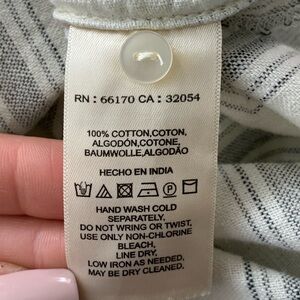 RN : 66170 CA : 32054
100% COTTON,COTON,
ALGODÓN,COTONE,
BAUMWOLLE,ALGODÃO
HECHO EN INDIA
HAND WASH COLD
SEPARATELY,
DO NOT WRING OR TWIST,
USE ONLY NON-CHLORINE
BLEACH,
LINE DRY,
LOW IRON AS NEEDED,
MAY BE DRY CLEANED.